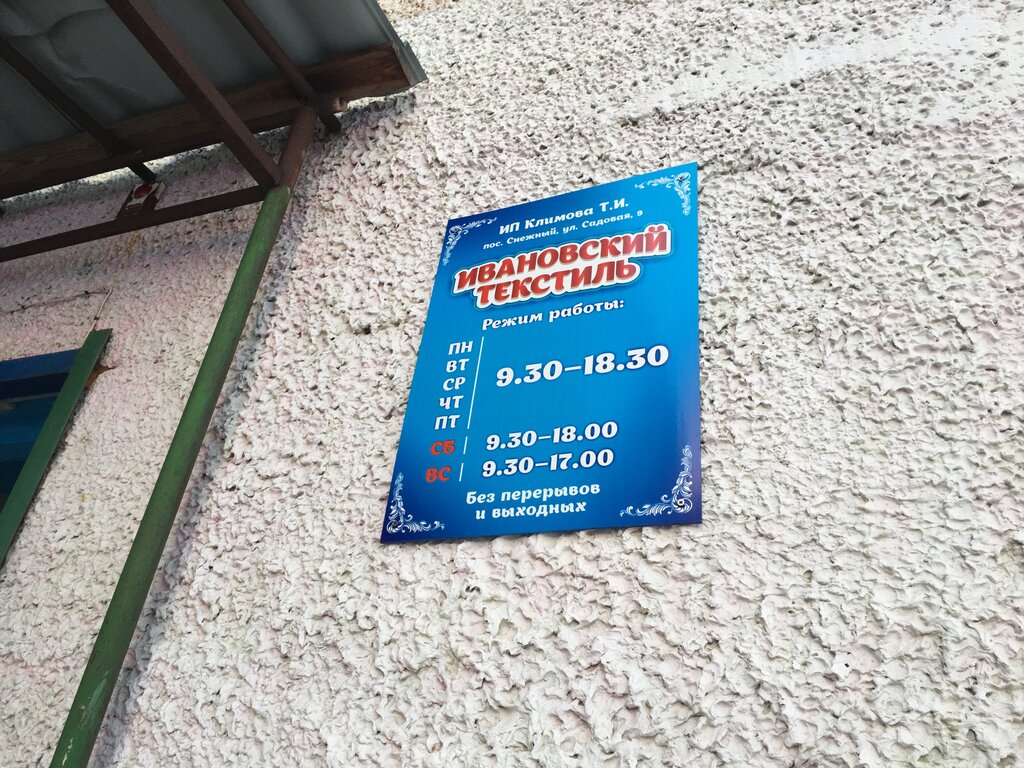 ИП Климова Т.И.
пос. Снежный, ул. Садовая, 9
ИВАНОВСКИЙ
ТЕКСТИЛЬ
Режим работы:
ПН
ВТ
СР
ЧТ
ПТ
9.30–18.30
СБ 9.30–18.00
ВС 9.30–17.00
Без перерывов
и выходных